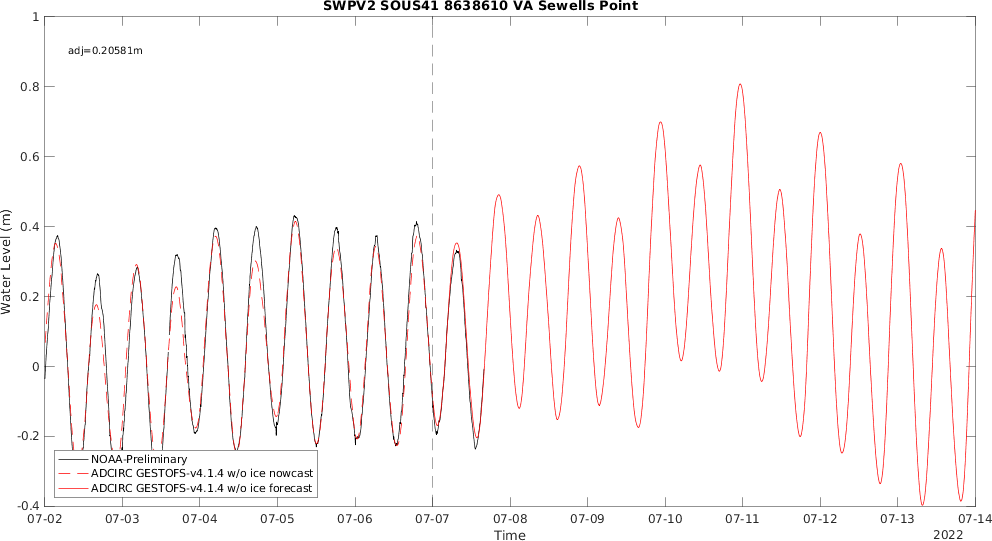 SWPV2 SOUS41 8638610 VA Sewells Point
adj=0.20581m
Water Level (m)
1
0.8
0.6
0.4
0.2
0
-0.2
-0.4
NOAA-Preliminary
ADCIRC GESTOFS-v4.1.4 w/o ice nowcast
ADCIRC GESTOFS-v4.1.4 w/o ice forecast
07-02 07-03 07-04 07-05 07-06 07-07 07-08 07-09 07-10 07-11 07-12 07-13 07-14
Time
2022